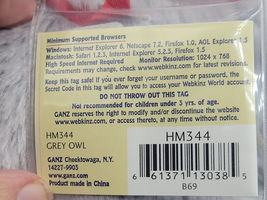 Minimum Supported Browsers
Windows: Internet Explorer 6, Netscape 7.2, Firefox 1.0, AOL Explorer 1.5
Macintosh: Safari 1.2.3, Internet Explorer 5.2.3, Firefox 1.5
High Speed Internet Required Monitor Resolution: 1024 x 768
Requirements may change, check www.webkinz.com for latest revisions.
Keep this tag safe! If you ever forget your username or password, the
Secret Code in this tag will allow you to access your Webkinz World account.
DO NOT THROW OUT THIS TAG
Not recommended for children under 3 yrs. of age.
GANZ reserves the right to modify and/or discontinue the website
www.webkinz.com, or access thereto, at any time without notice.
HM344
GREY OWL
GANZ Cheektowaga, N.Y.
14227-9905
www.ganz.com
Product made in China
HM344
6 61371 13038 5
B69